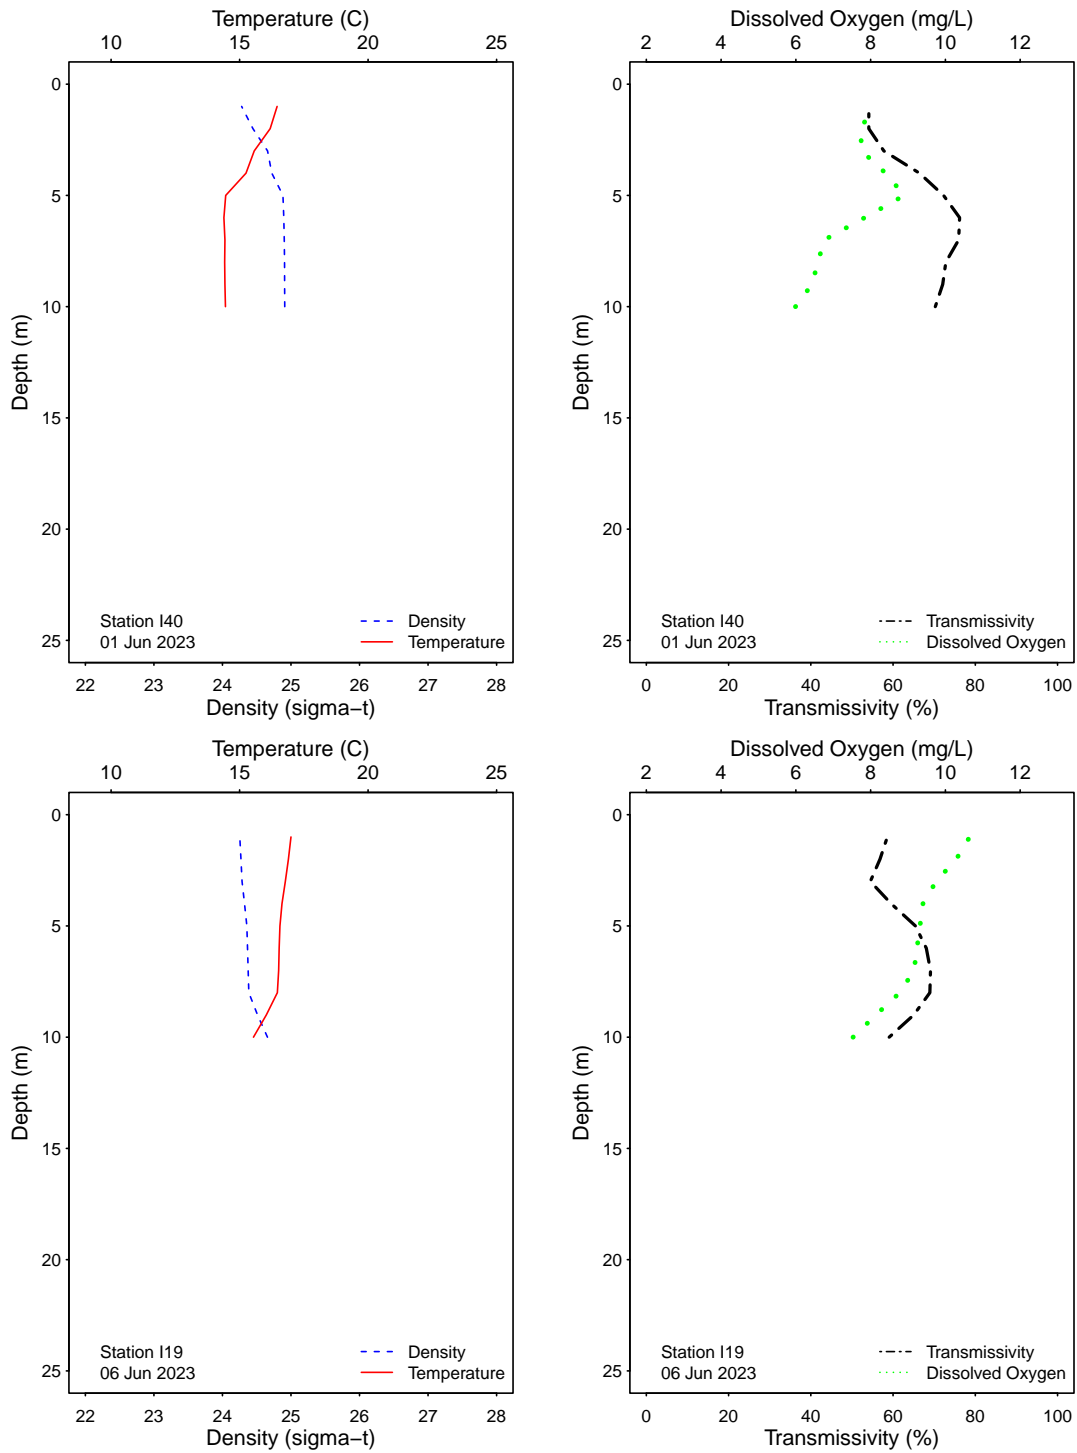 Temperature (C)
10 15 20 25
0
5
10
15
20
25
Depth (m)
Station I40
01 Jun 2023
Density
Temperature
22 23 24 25 26 27 28
Density (sigma−t)
Dissolved Oxygen (mg/L)
2 4 6 8 10 12
0
5
10
15
20
25
Depth (m)
Station I40
01 Jun 2023
Transmissivity
Dissolved Oxygen
0 20 40 60 80 100
Transmissivity (%)
Temperature (C)
10 15 20 25
0
5
10
15
20
25
Depth (m)
Station I19
06 Jun 2023
Density
Temperature
22 23 24 25 26 27 28
Density (sigma−t)
Dissolved Oxygen (mg/L)
2 4 6 8 10 12
0
5
10
15
20
25
Depth (m)
Station I19
06 Jun 2023
Transmissivity
Dissolved Oxygen
0 20 40 60 80 100
Transmissivity (%)